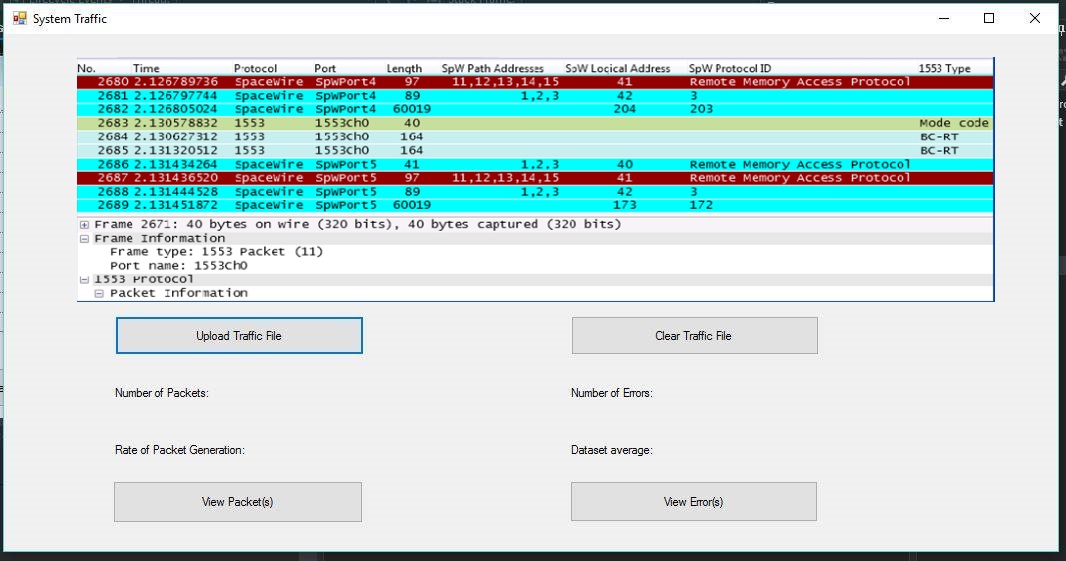 System Traffic
No. Time Protocol Port Length SpW Path Addresses SpW Logical Address SpW Protocol ID 1553 Type
2680 2.126789736 SpaceWire SpWPort4 97 11,12,13,14,15 41 Remote Memory Access Protocol
2681 2.126797744 SpaceWire SpWPort4 89 1,2,3 42 3
2682 2.126805024 SpaceWire SpWPort4 60019 204 203
2683 2.130578832 1553 1553Ch0 40 Mode code
2684 2.130627312 1553 1553Ch0 164 BC-RT
2685 2.131320512 1553 1553Ch0 164 BC-RT
2686 2.131434264 SpaceWire SpWPort5 41 1,2,3 40 Remote Memory Access Protocol
2687 2.131436520 SpaceWire SpWPort5 97 11,12,13,14,15 41 Remote Memory Access Protocol
2688 2.131444528 SpaceWire SpWPort5 89 1,2,3 42 3
2689 2.131451872 SpaceWire SpWPort5 60019 173 172
Frame 2671: 40 bytes on wire (320 bits), 40 bytes captured (320 bits)
Frame Information
Frame type: 1553 Packet (11)
Port name: 1553Ch0
1553 Protocol
Packet Information
Upload Traffic File Clear Traffic File
Number of Packets: Number of Errors:
Rate of Packet Generation: Dataset average:
View Packet(s) View Error(s)